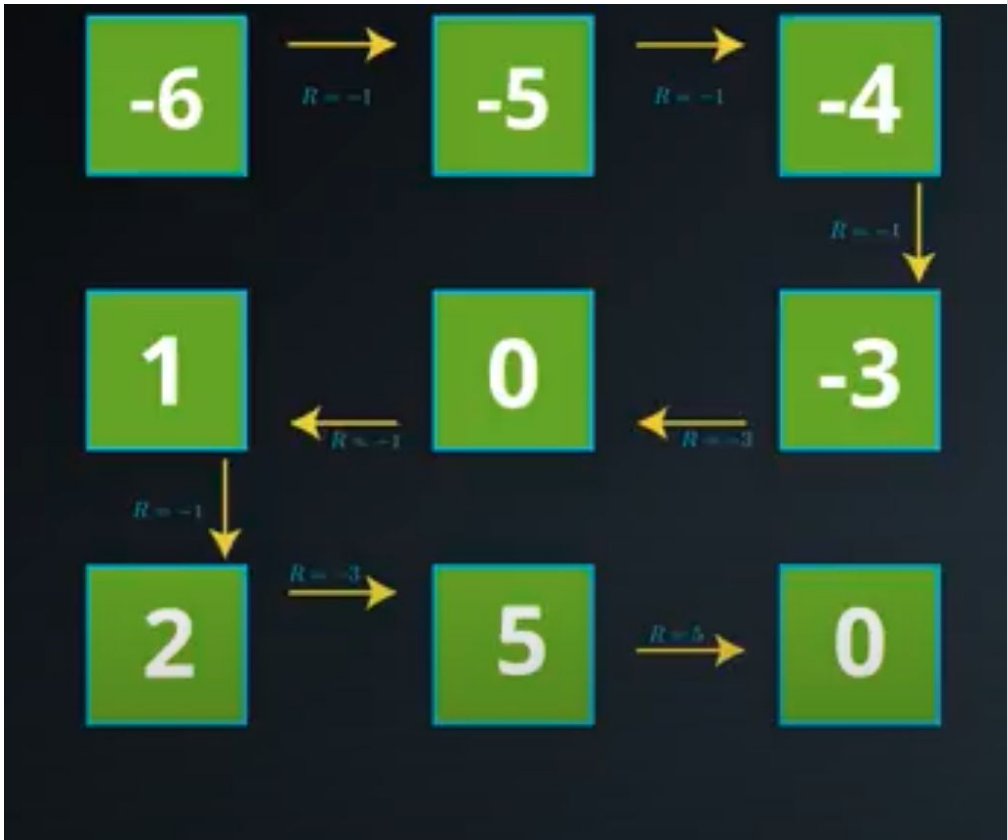 -6 R = -1 -5 R = -1 -4
R = -1
1 0 -3
R = -1 R = -3
R = -1
R = -3
2 5 R = 5 0